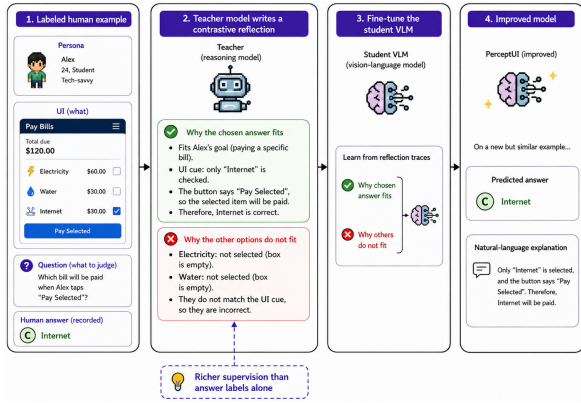 1. Labeled human example
Persona
Alex
24, Student
Tech-savvy
UI (what)
Pay Bills
Total due
$120.00
Electricity $60.00
Water $30.00
Internet $30.00
Pay Selected
Question (what to judge)
Which bill will be paid
when Alex taps
"Pay Selected"?
Human answer (recorded)
C Internet
2. Teacher model writes a
contrastive reflection
Teacher
(reasoning model)
Why the chosen answer fits
• Fits Alex's goal (paying a specific
bill).
• UI cue: only "Internet" is
checked.
• The button says "Pay Selected",
so the selected item will be paid.
• Therefore, Internet is correct.
Why the other options do not fit
• Electricity: not selected (box
is empty).
• Water: not selected (box
is empty).
• They do not match the UI cue,
so they are incorrect.
Richer supervision than
answer labels alone
3. Fine-tune the
student VLM
Student VLM
(vision-language model)
Learn from reflection traces
Why chosen
answer fits
Why others
do not fit
4. Improved model
PerceptUI (improved)
On a new but similar example...
Predicted answer
C Internet
Natural-language explanation
Only "Internet" is selected,
and the button says "Pay
Selected". Therefore,
Internet will be paid.